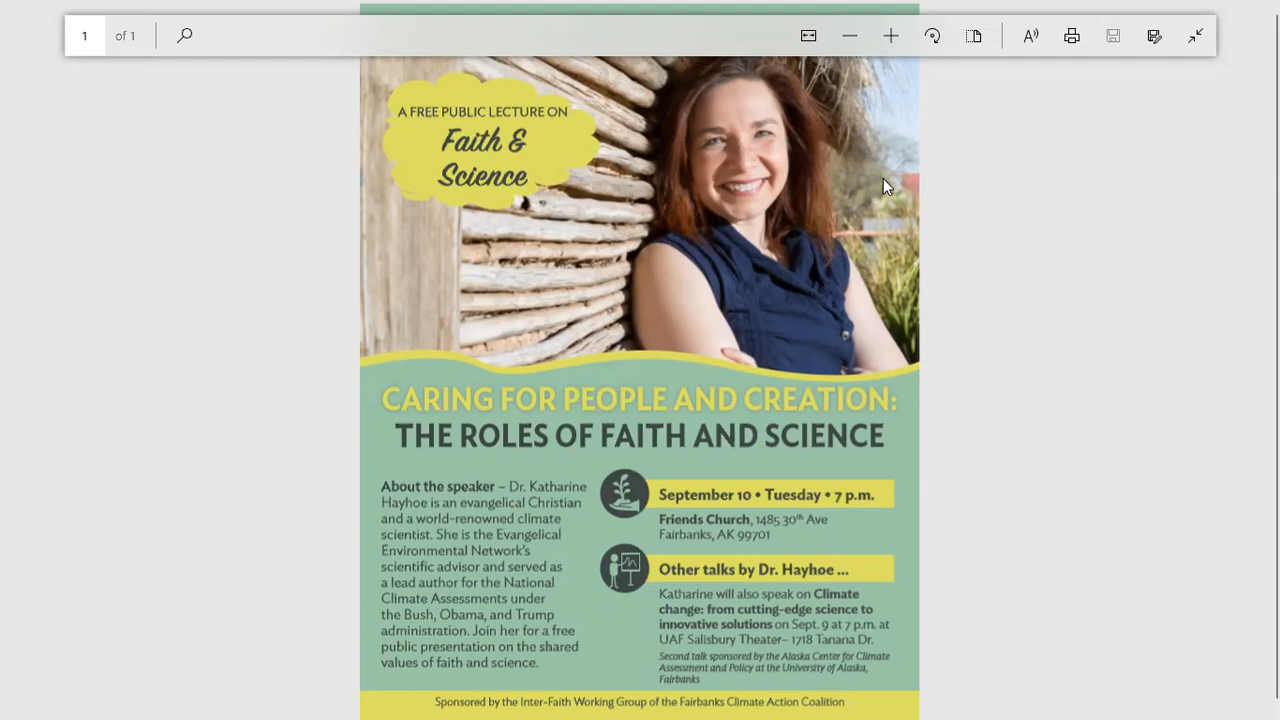 1 of 1
A FREE PUBLIC LECTURE ON
Faith &
Science
CARING FOR PEOPLE AND CREATION:
THE ROLES OF FAITH AND SCIENCE
About the speaker – Dr. Katharine
Hayhoe is an evangelical Christian
and a world-renowned climate
scientist. She is the Evangelical
Environmental Network's
scientific advisor and served as
a lead author for the National
Climate Assessments under
the Bush, Obama, and Trump
administration. Join her for a free
public presentation on the shared
values of faith and science.
September 10 • Tuesday • 7 p.m.
Friends Church, 1485 30th Ave
Fairbanks, AK 99701
Other talks by Dr. Hayhoe ...
Katharine will also speak on Climate
change: from cutting-edge science to
innovative solutions on Sept. 9 at 7 p.m. at
UAF Salisbury Theater– 1718 Tanana Dr.
Second talk sponsored by the Alaska Center for Climate
Assessment and Policy at the University of Alaska,
Fairbanks
Sponsored by the Inter-Faith Working Group of the Fairbanks Climate Action Coalition